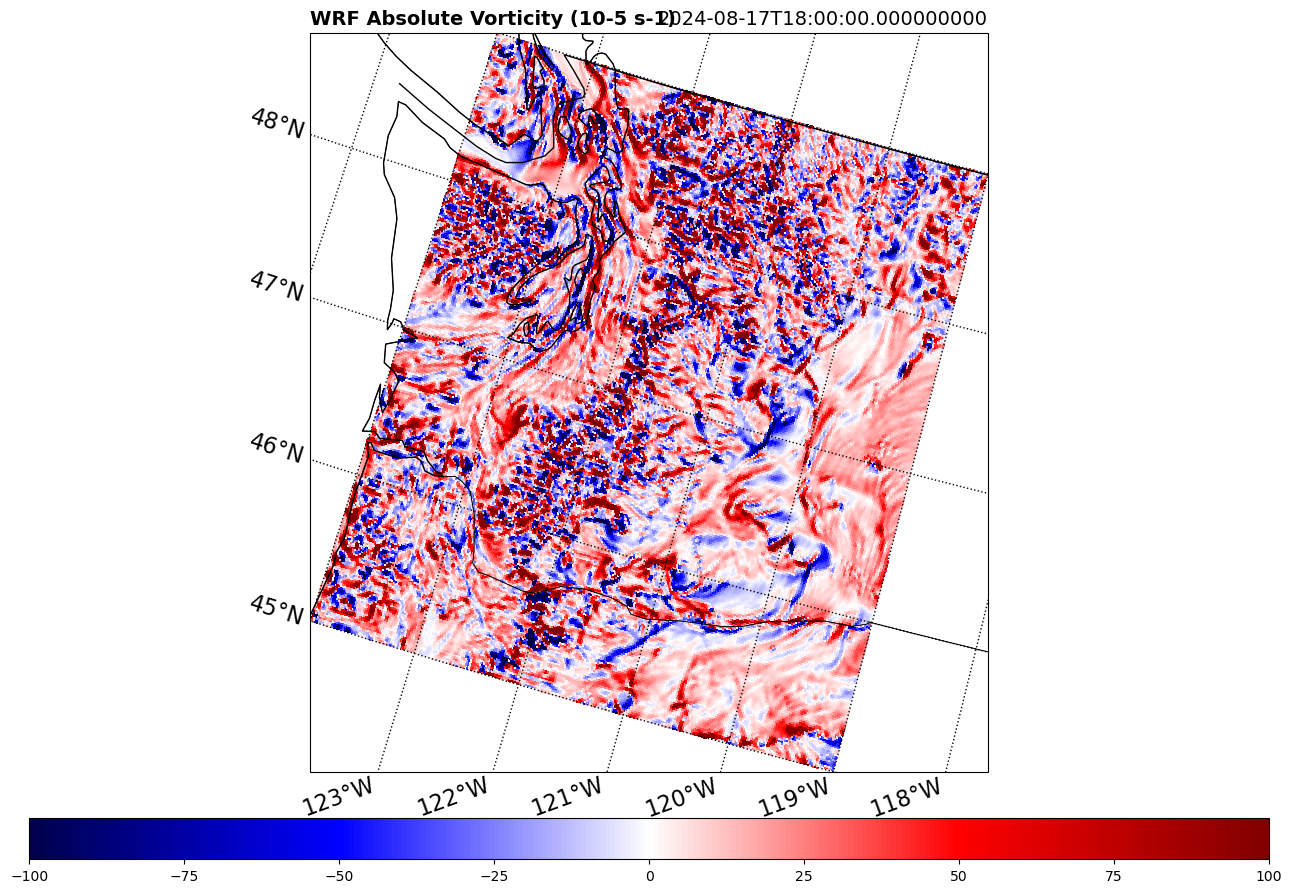 WRF Absolute Vorticity (10-5 s-1)
2024-08-17T18:00:00.000000000
48°N
47°N
46°N
45°N
123°W 122°W 121°W 120°W 119°W 118°W
−100 −75 −50 −25 0 25 50 75 100